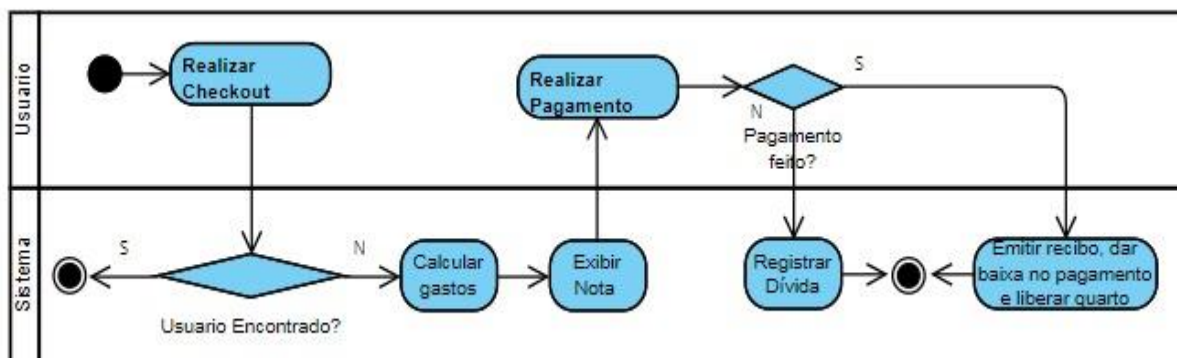 Usuario
Realizar
Checkout
Realizar
Pagamento
S
N
Pagamento
feito?
Sistema
S
N
Usuario Encontrado?
Calcular
gastos
Exibir
Nota
Registrar
Dívida
Emitir recibo, dar
baixa no pagamento
e liberar quarto